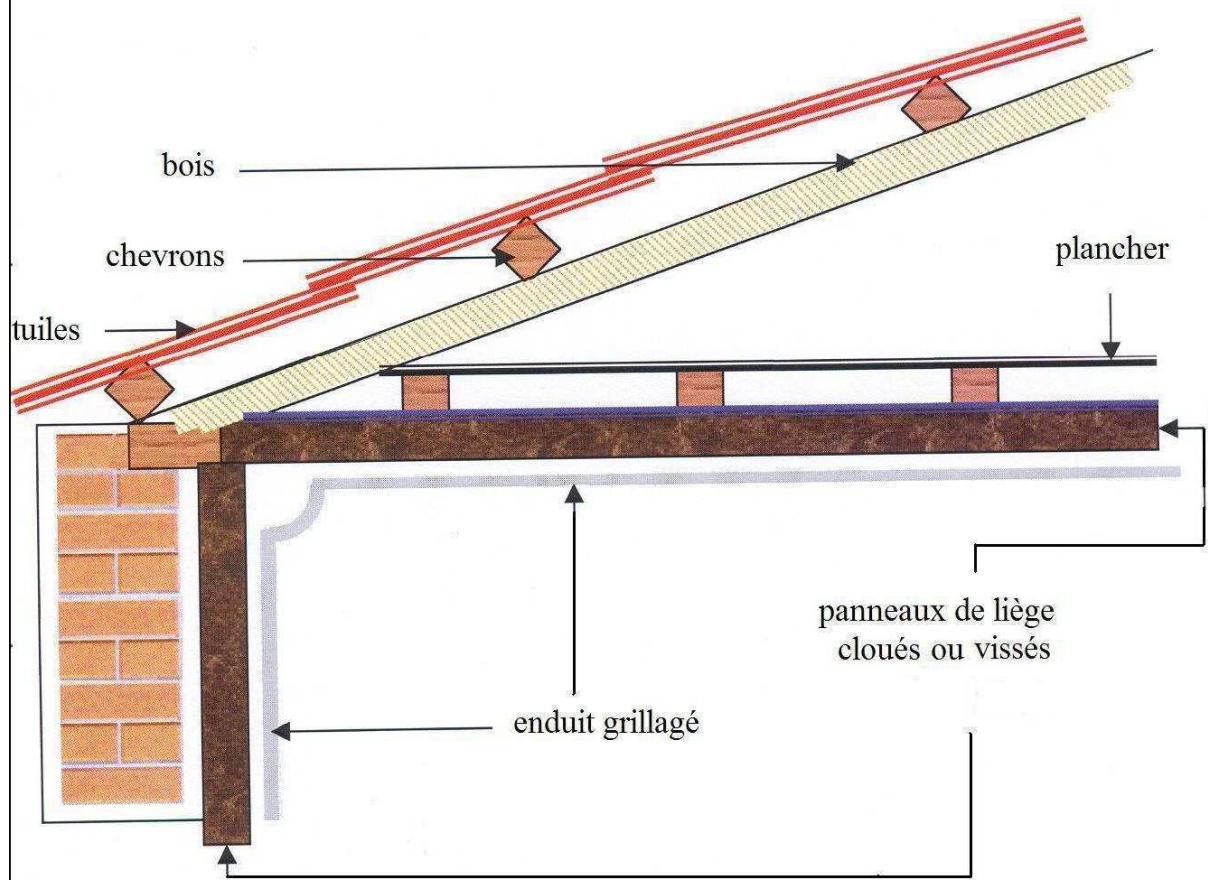 bois
chevrons
plancher
tuiles
panneaux de liège
cloués ou vissés
enduit grillagé